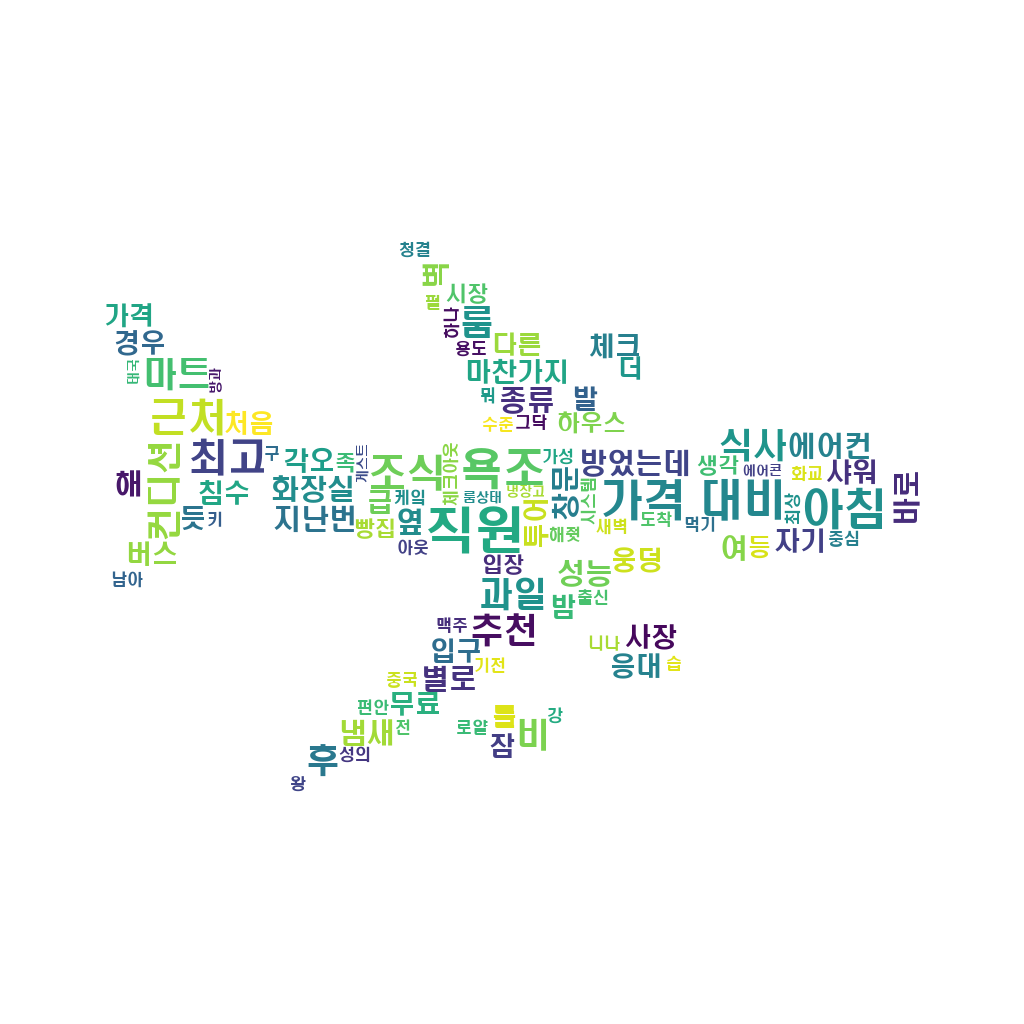 청결
벽
시장
필
가격
하나
룸
경우
용도
다른
체크
더
마트
태국
방과
마찬가지
뭐
종류
발
근처
처음
수준
그닥
하우스
최고
컨디션
구
각오
족
게스트
조식
체크아웃
욕조
가성
방었는데
생각
식사
에어컨
에어콘
화교
샤워
바로
해
침수
화장실
급
케잌
룸상태
냉장고
창문
시스템
가격 대비
최상
아침
듯
키
지난번
빵집
옆
직원
투어
해줫
새벽
도착
먹기
여
등
자기
중심
버스
아웃
입장
성능
웅덩
남아
과일
밤
출신
맥주
추천
니나
사장
입구
기전
응대
습
중국
별로
편안
무료
틀
강
냄새
전
로얄
잠
비
후
성의
왕